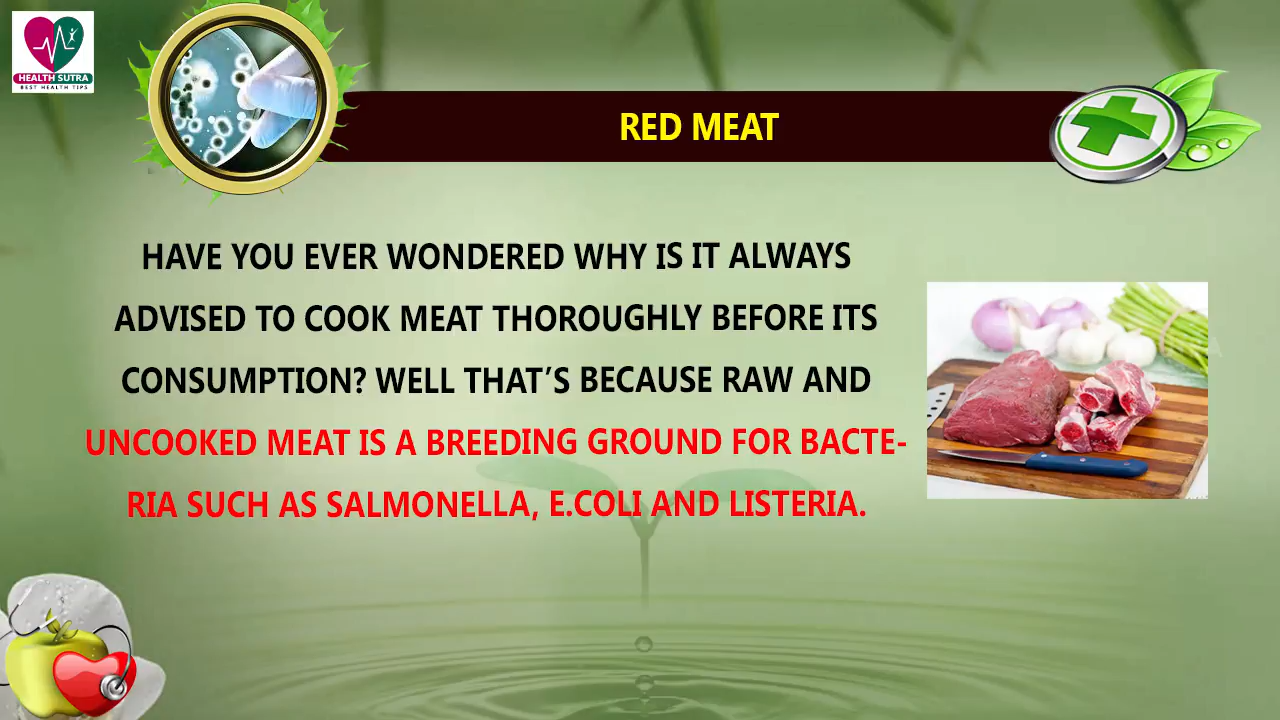 HEALTH SUTRA
BEST HEALTH TIPS
RED MEAT
HAVE YOU EVER WONDERED WHY IS IT ALWAYS
ADVISED TO COOK MEAT THOROUGHLY BEFORE ITS
CONSUMPTION? WELL THAT'S BECAUSE RAW AND
UNCOOKED MEAT IS A BREEDING GROUND FOR BACTE-
RIA SUCH AS SALMONELLA, E.COLI AND LISTERIA.